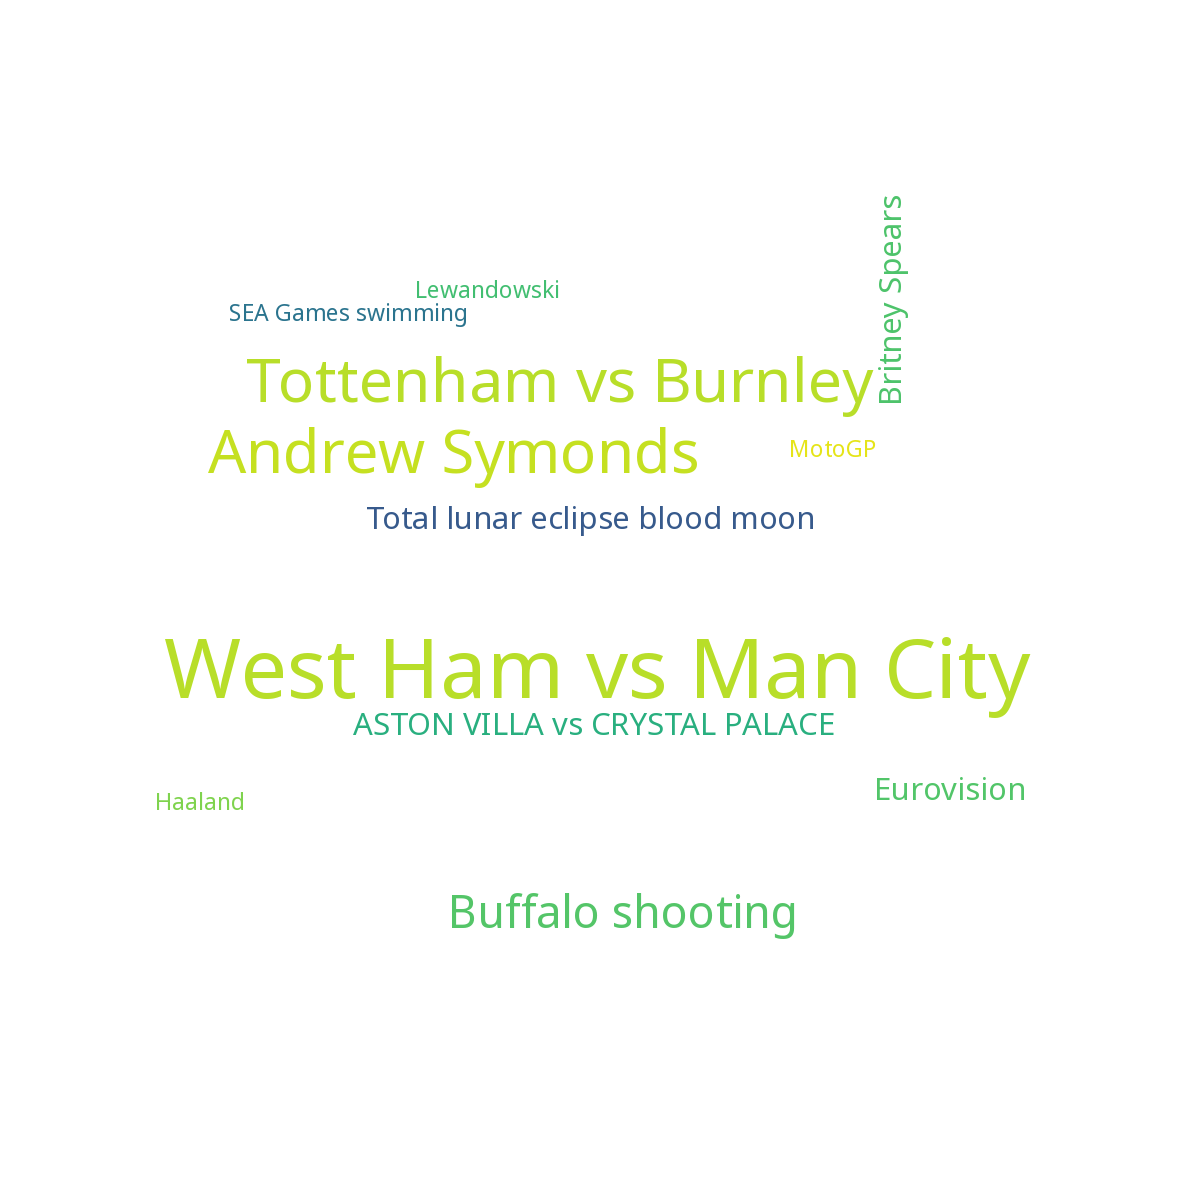 Britney Spears
Lewandowski
SEA Games swimming
Tottenham vs Burnley
Andrew Symonds
MotoGP
Total lunar eclipse blood moon
West Ham vs Man City
ASTON VILLA vs CRYSTAL PALACE
Eurovision
Haaland
Buffalo shooting